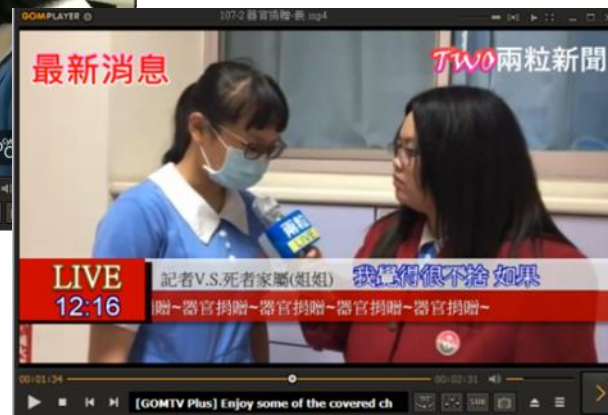 GOMPLAYER
107-2 器官捐贈-義.mp4
最新消息
TWO兩粒新聞
兩粒
LIVE
LIVE
12:16
記者V.S.死者家屬(姐姐)
我覺得很不捨 如果
贈~器官捐贈~器官捐贈~器官捐贈~器官捐贈~
00:01:34
00:02:31
[GOMTV Plus] Enjoy some of the covered ch
SUB